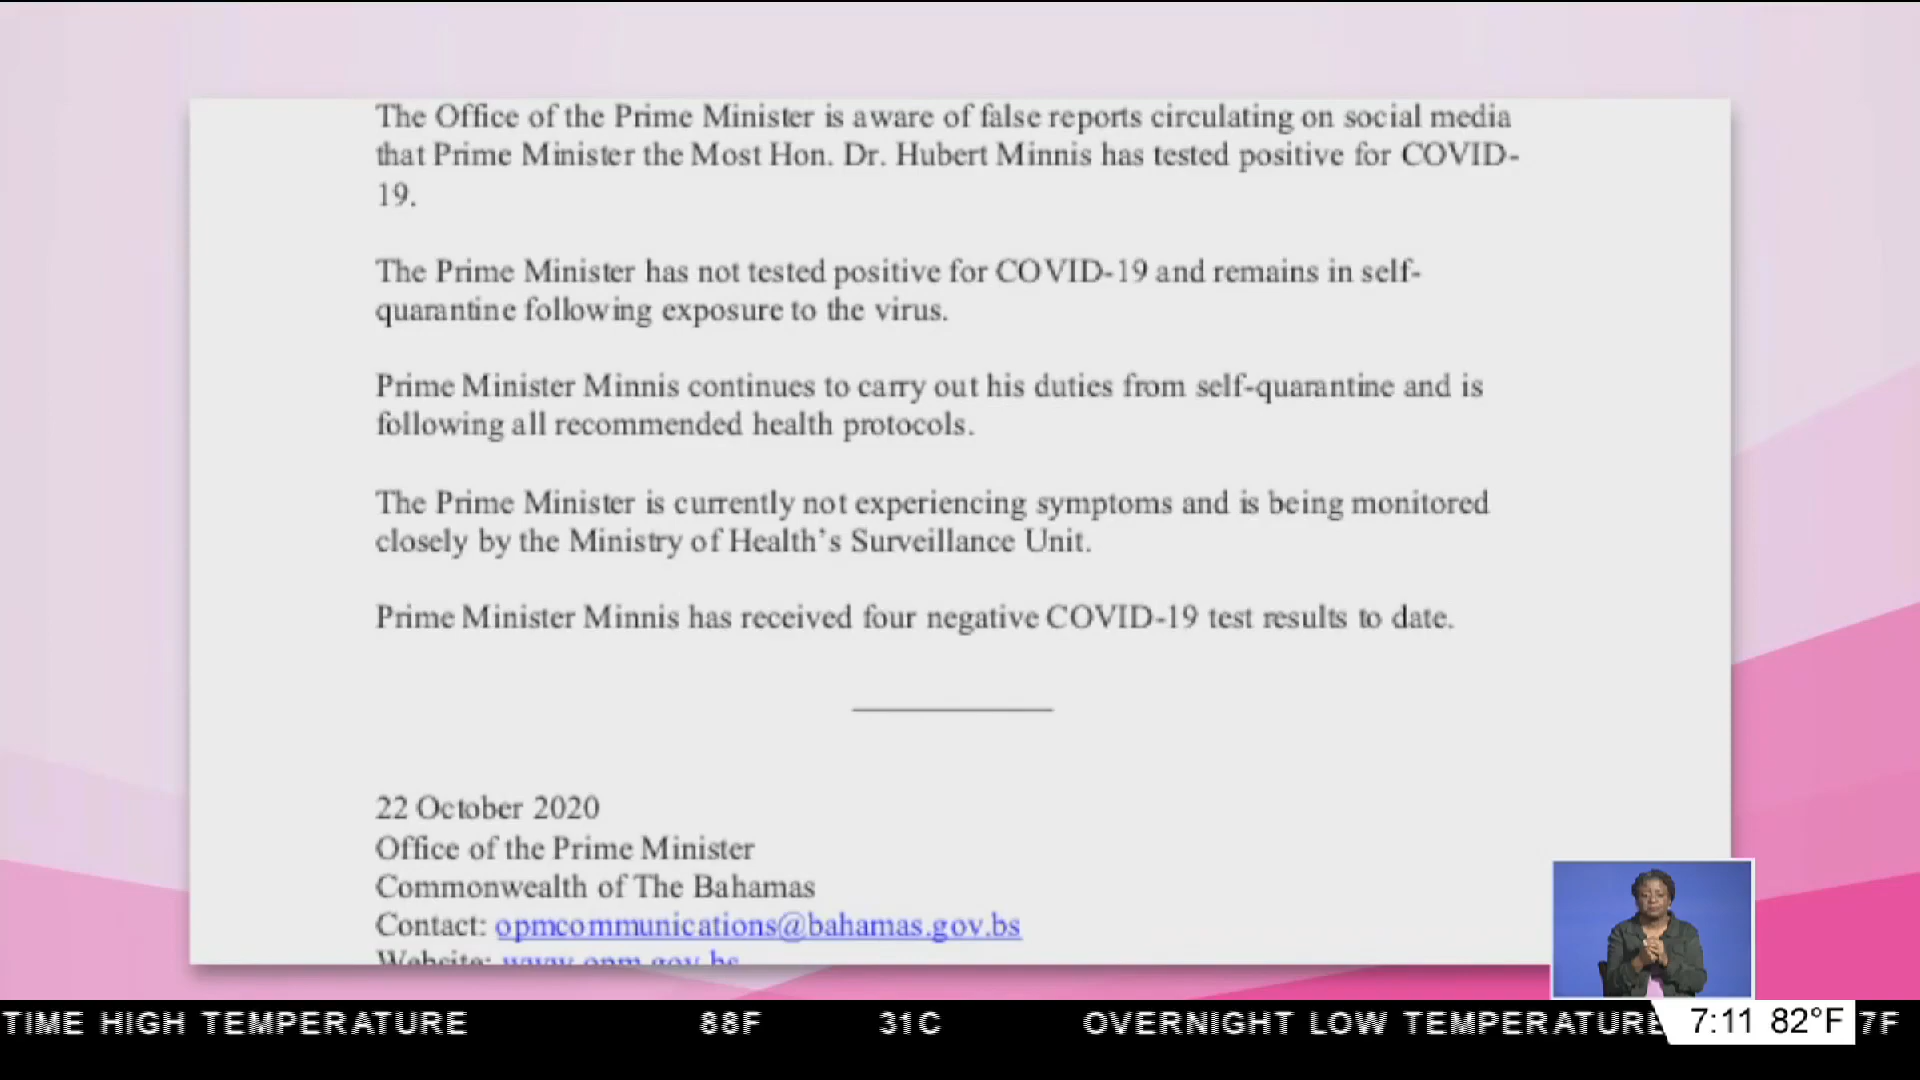 The Office of the Prime Minister is aware of false reports circulating on social media
that Prime Minister the Most Hon. Dr. Hubert Minnis has tested positive for COVID-
19.
The Prime Minister has not tested positive for COVID-19 and remains in self-
quarantine following exposure to the virus.
Prime Minister Minnis continues to carry out his duties from self-quarantine and is
following all recommended health protocols.
The Prime Minister is currently not experiencing symptoms and is being monitored
closely by the Ministry of Health's Surveillance Unit.
Prime Minister Minnis has received four negative COVID-19 test results to date.
22 October 2020
Office of the Prime Minister
Commonwealth of The Bahamas
Contact: opmcommunications@bahamas.gov.bs
Website: www.opm.gov.bs
TIME HIGH TEMPERATURE 88F 31C OVERNIGHT LOW TEMPERATURE 7F
7:11 82°F